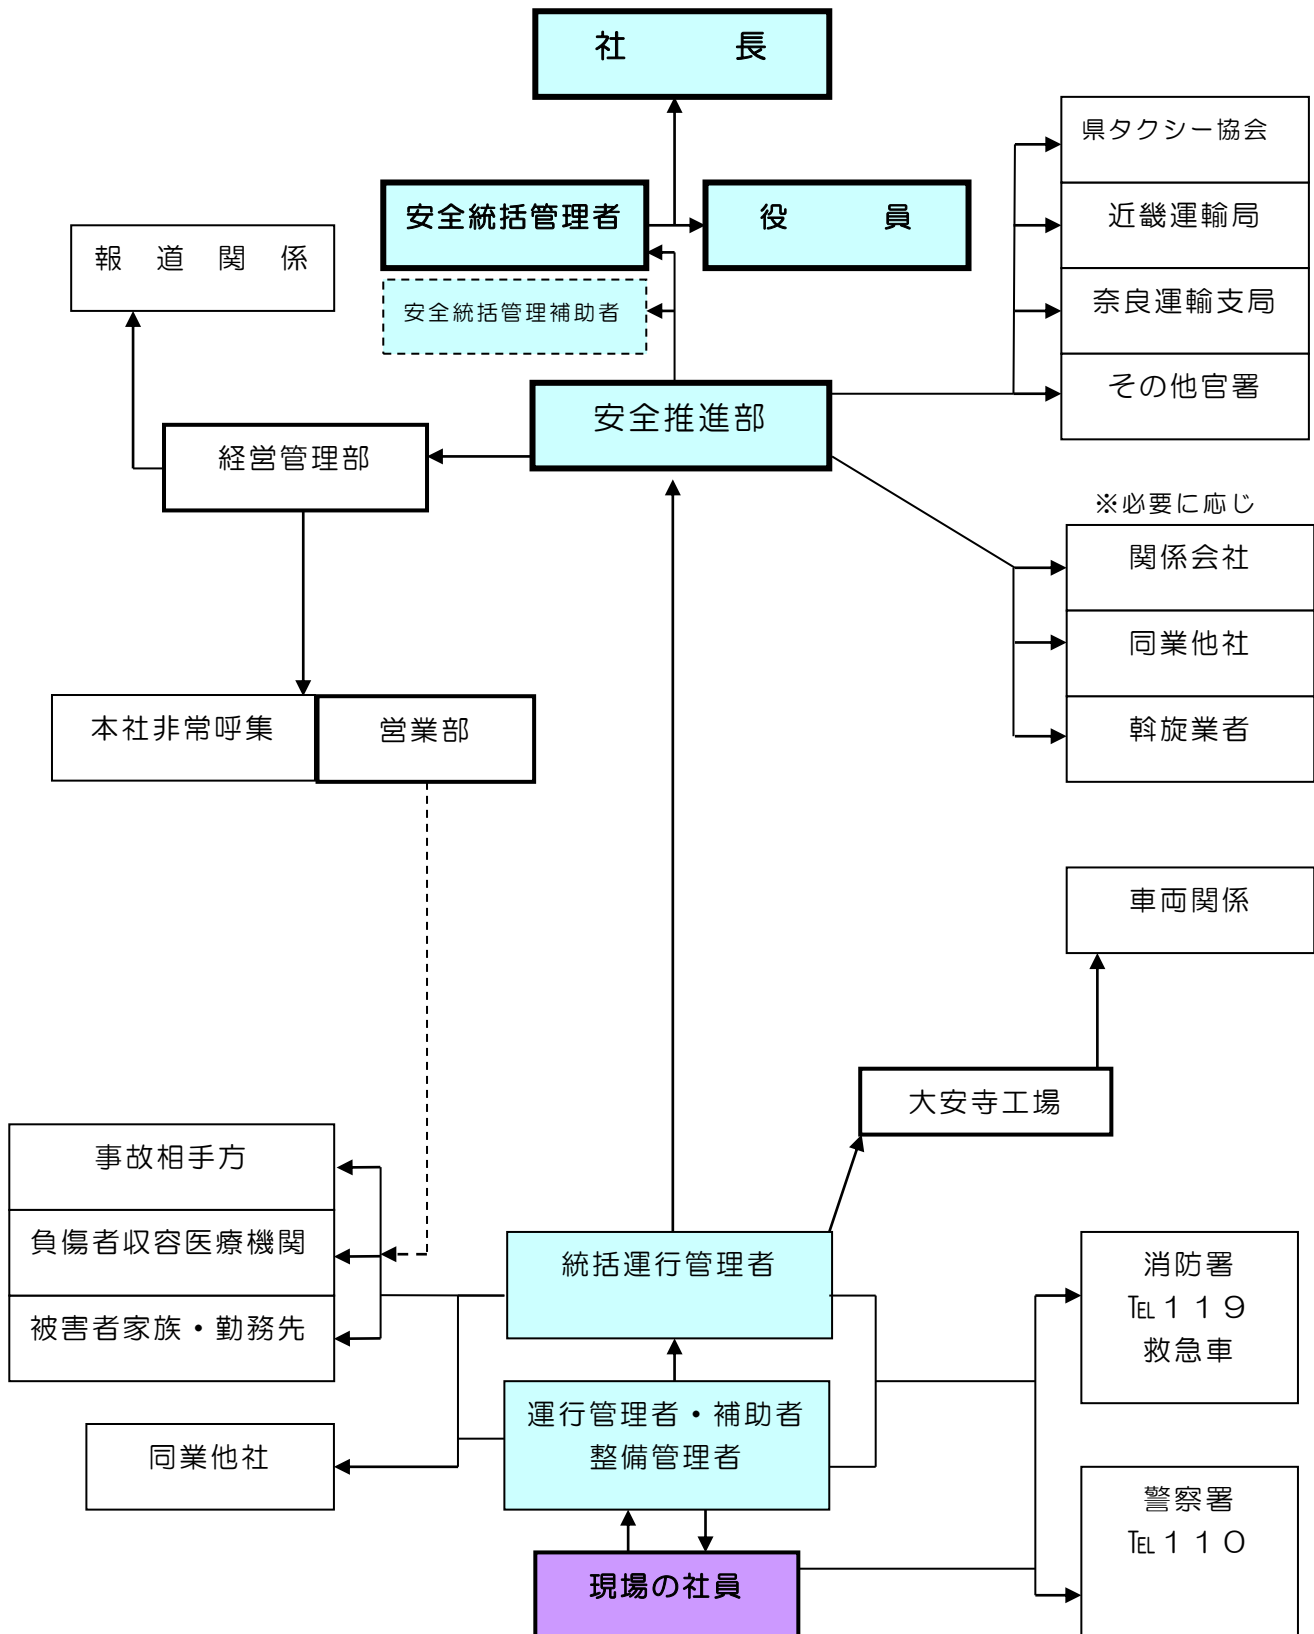 社　　　長
県タクシー協会
安全統括管理者
役　　　員
近畿運輸局
報　道　関　係
安全統括管理補助者
奈良運輸支局
その他官署
安全推進部
経営管理部
※必要に応じ
関係会社
同業他社
斡旋業者
本社非常呼集
営業部
車両関係
大安寺工場
事故相手方
負傷者収容医療機関
被害者家族・勤務先
統括運行管理者
消防署
℡１１９
救急車
運行管理者・補助者
整備管理者
同業他社
警察署
℡１１０
現場の社員